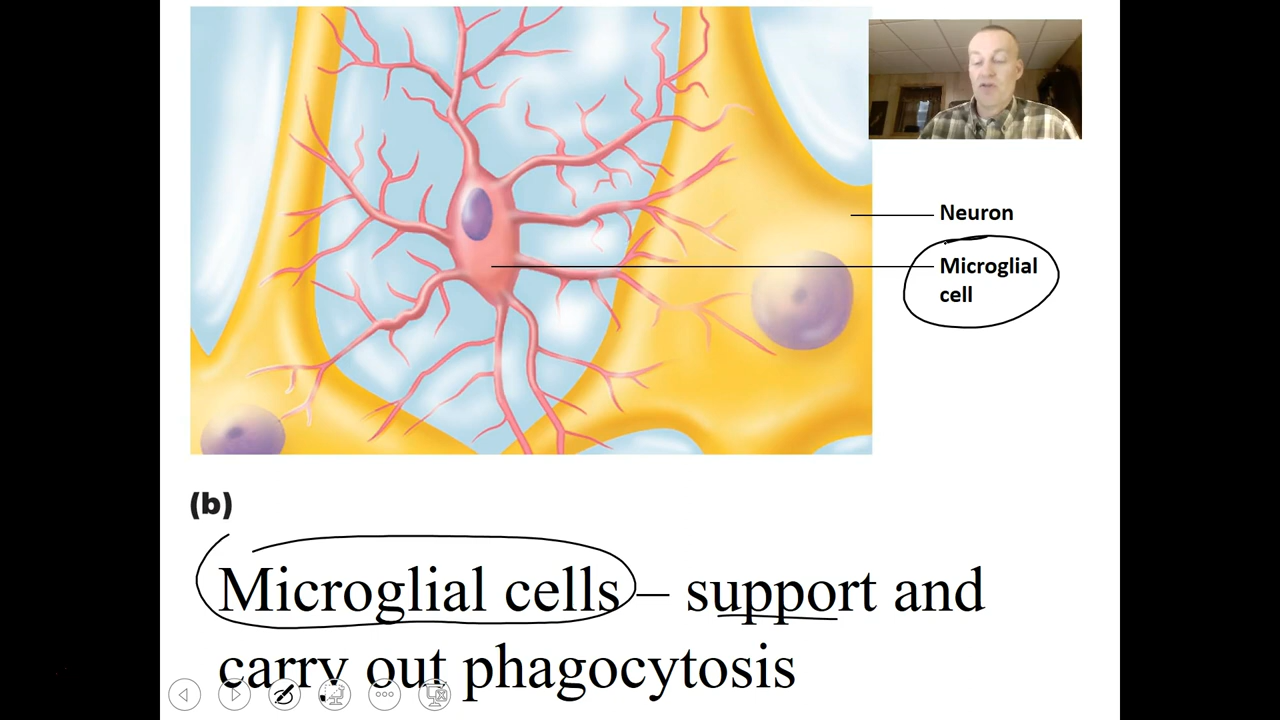 Neuron
Microglial
cell
(b)
Microglial cells – support and
carry out phagocytosis